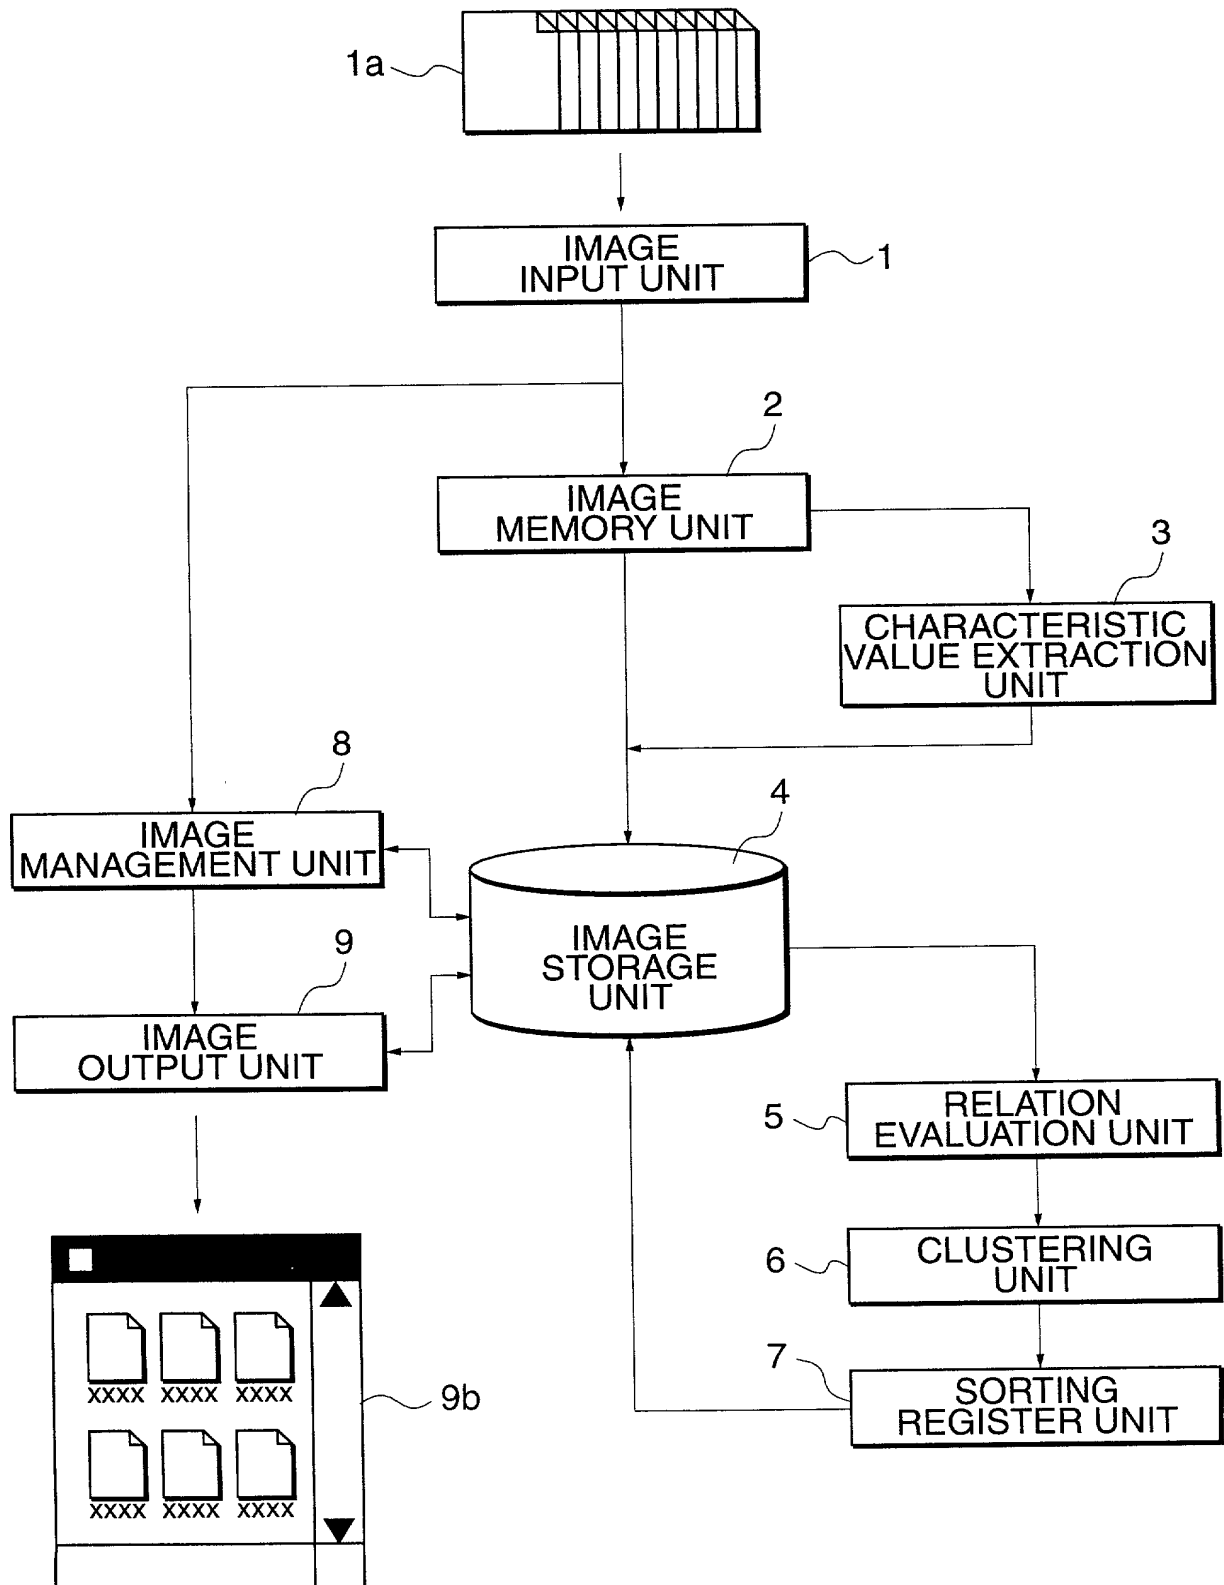 1a
IMAGE
INPUT UNIT
1
2
IMAGE
MEMORY UNIT
3
CHARACTERISTIC
VALUE EXTRACTION
UNIT
8
IMAGE
MANAGEMENT UNIT
4
IMAGE
STORAGE
UNIT
9
IMAGE
OUTPUT UNIT
5
RELATION
EVALUATION UNIT
6
CLUSTERING
UNIT
7
SORTING
REGISTER UNIT
XXXX XXXX XXXX
9b
XXXX XXXX XXXX